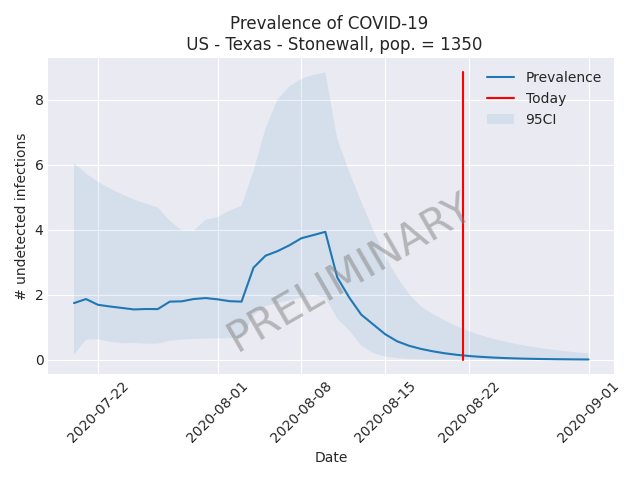 Prevalence of COVID-19
US - Texas - Stonewall, pop. = 1350
Prevalence
Today
95CI
# undetected infections
8
6
4
2
0
PRELIMINARY
2020-07-22
2020-08-01
2020-08-08
2020-08-15
2020-08-22
2020-09-01
Date